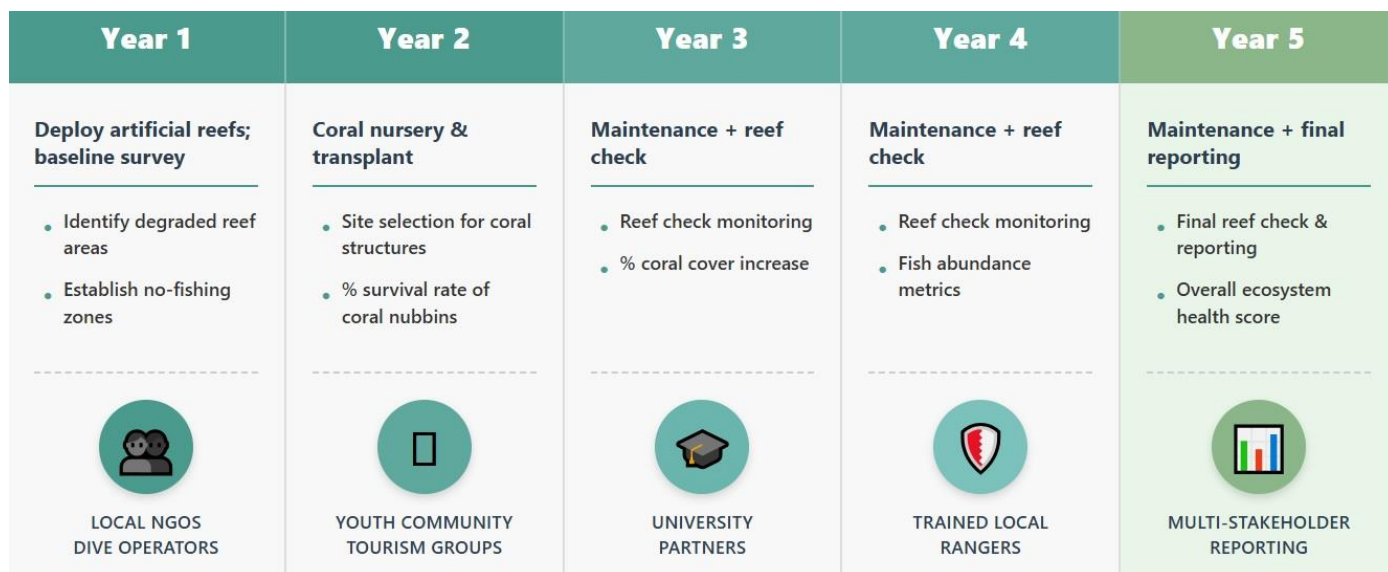 Year 1
Year 2
Year 3
Year 4
Year 5
Deploy artificial reefs;
baseline survey
Identify degraded reef
areas
Establish no-fishing
zones
LOCAL NGOS
DIVE OPERATORS
Coral nursery &
transplant
Site selection for coral
structures
% survival rate of
coral nubbins
YOUTH COMMUNITY
TOURISM GROUPS
Maintenance + reef
check
Reef check monitoring
% coral cover increase
UNIVERSITY
PARTNERS
Maintenance + reef
check
Reef check monitoring
Fish abundance
metrics
TRAINED LOCAL
RANGERS
Maintenance + final
reporting
Final reef check &
reporting
Overall ecosystem
health score
MULTI-STAKEHOLDER
REPORTING